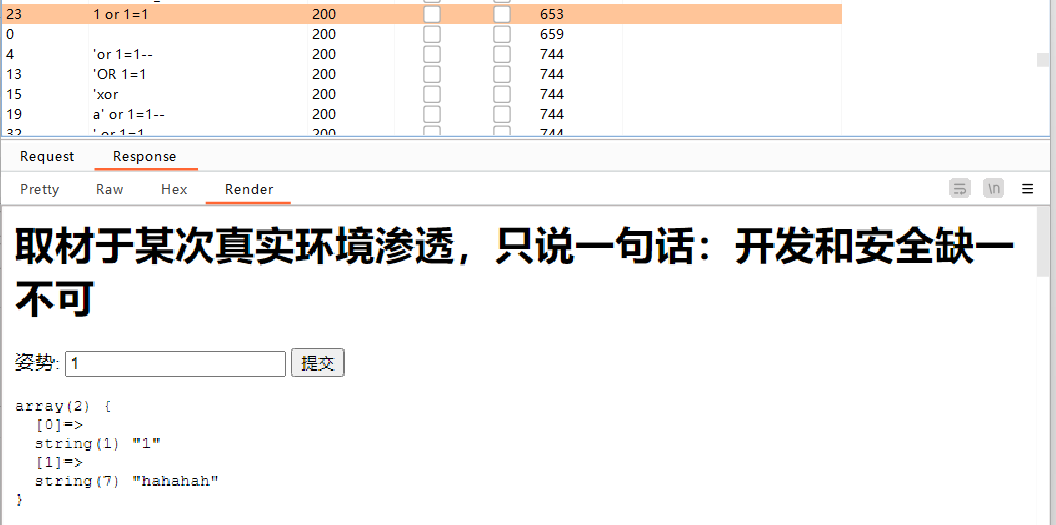 23 1 or 1=1 200 653
0 200 659
4 'or 1=1-- 200 744
13 'OR 1=1 200 744
15 'xor 200 744
19 a' or 1=1-- 200 744
32 ' or 1=1 200 744
Request Response
Pretty Raw Hex Render \n
取材于某次真实环境渗透，只说一句话：开发和安全缺一
不可
姿势: 1 提交
array(2) {
[0]=>
string(1) "1"
[1]=>
string(7) "hahahah"
}